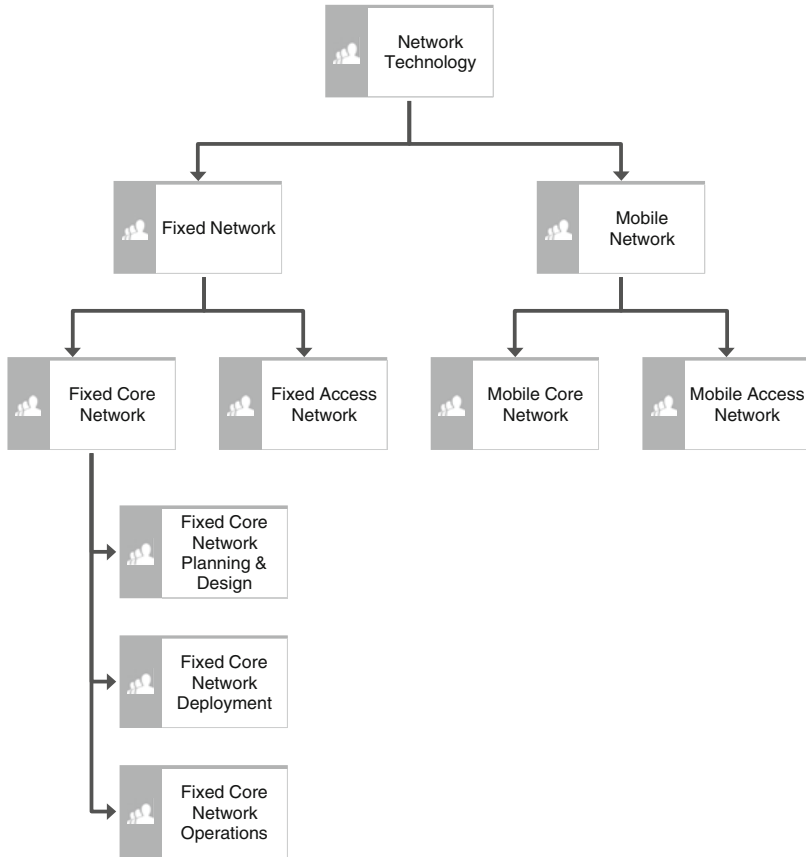 Network
Technology
Fixed Network
Mobile
Network
Fixed Core
Network
Fixed Access
Network
Mobile Core
Network
Mobile Access
Network
Fixed Core
Network
Planning &
Design
Fixed Core
Network
Deployment
Fixed Core
Network
Operations